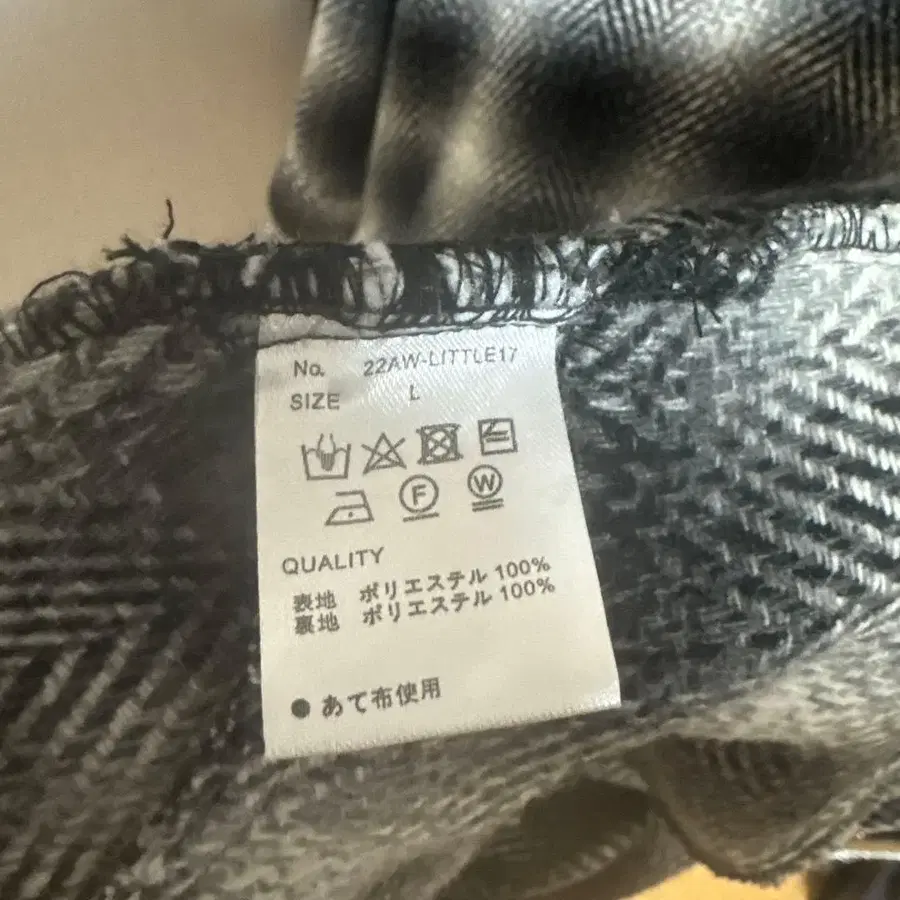 No. 22AW-LITTLE17
SIZE L
F W
QUALITY
表地 ポリエステル 100%
裏地 ポリエステル 100%
● あて布使用